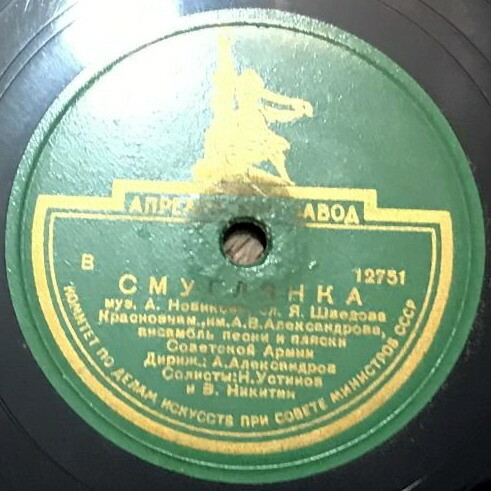 АПРЕ ЗАВОД
В
12751
СМУГЛЯНКА
муз. А. Новикова, сл. Я. Шведова
Краснознам. им. А.В.Александрова,
ансамбль песни и пляски
Советской Армии
Дириж.: А.Александров
Солисты: Н.Устинов
и В. Никитин
КОМИТЕТ ПО ДЕЛАМ ИСКУССТВ ПРИ СОВЕТЕ МИНИСТРОВ СССР